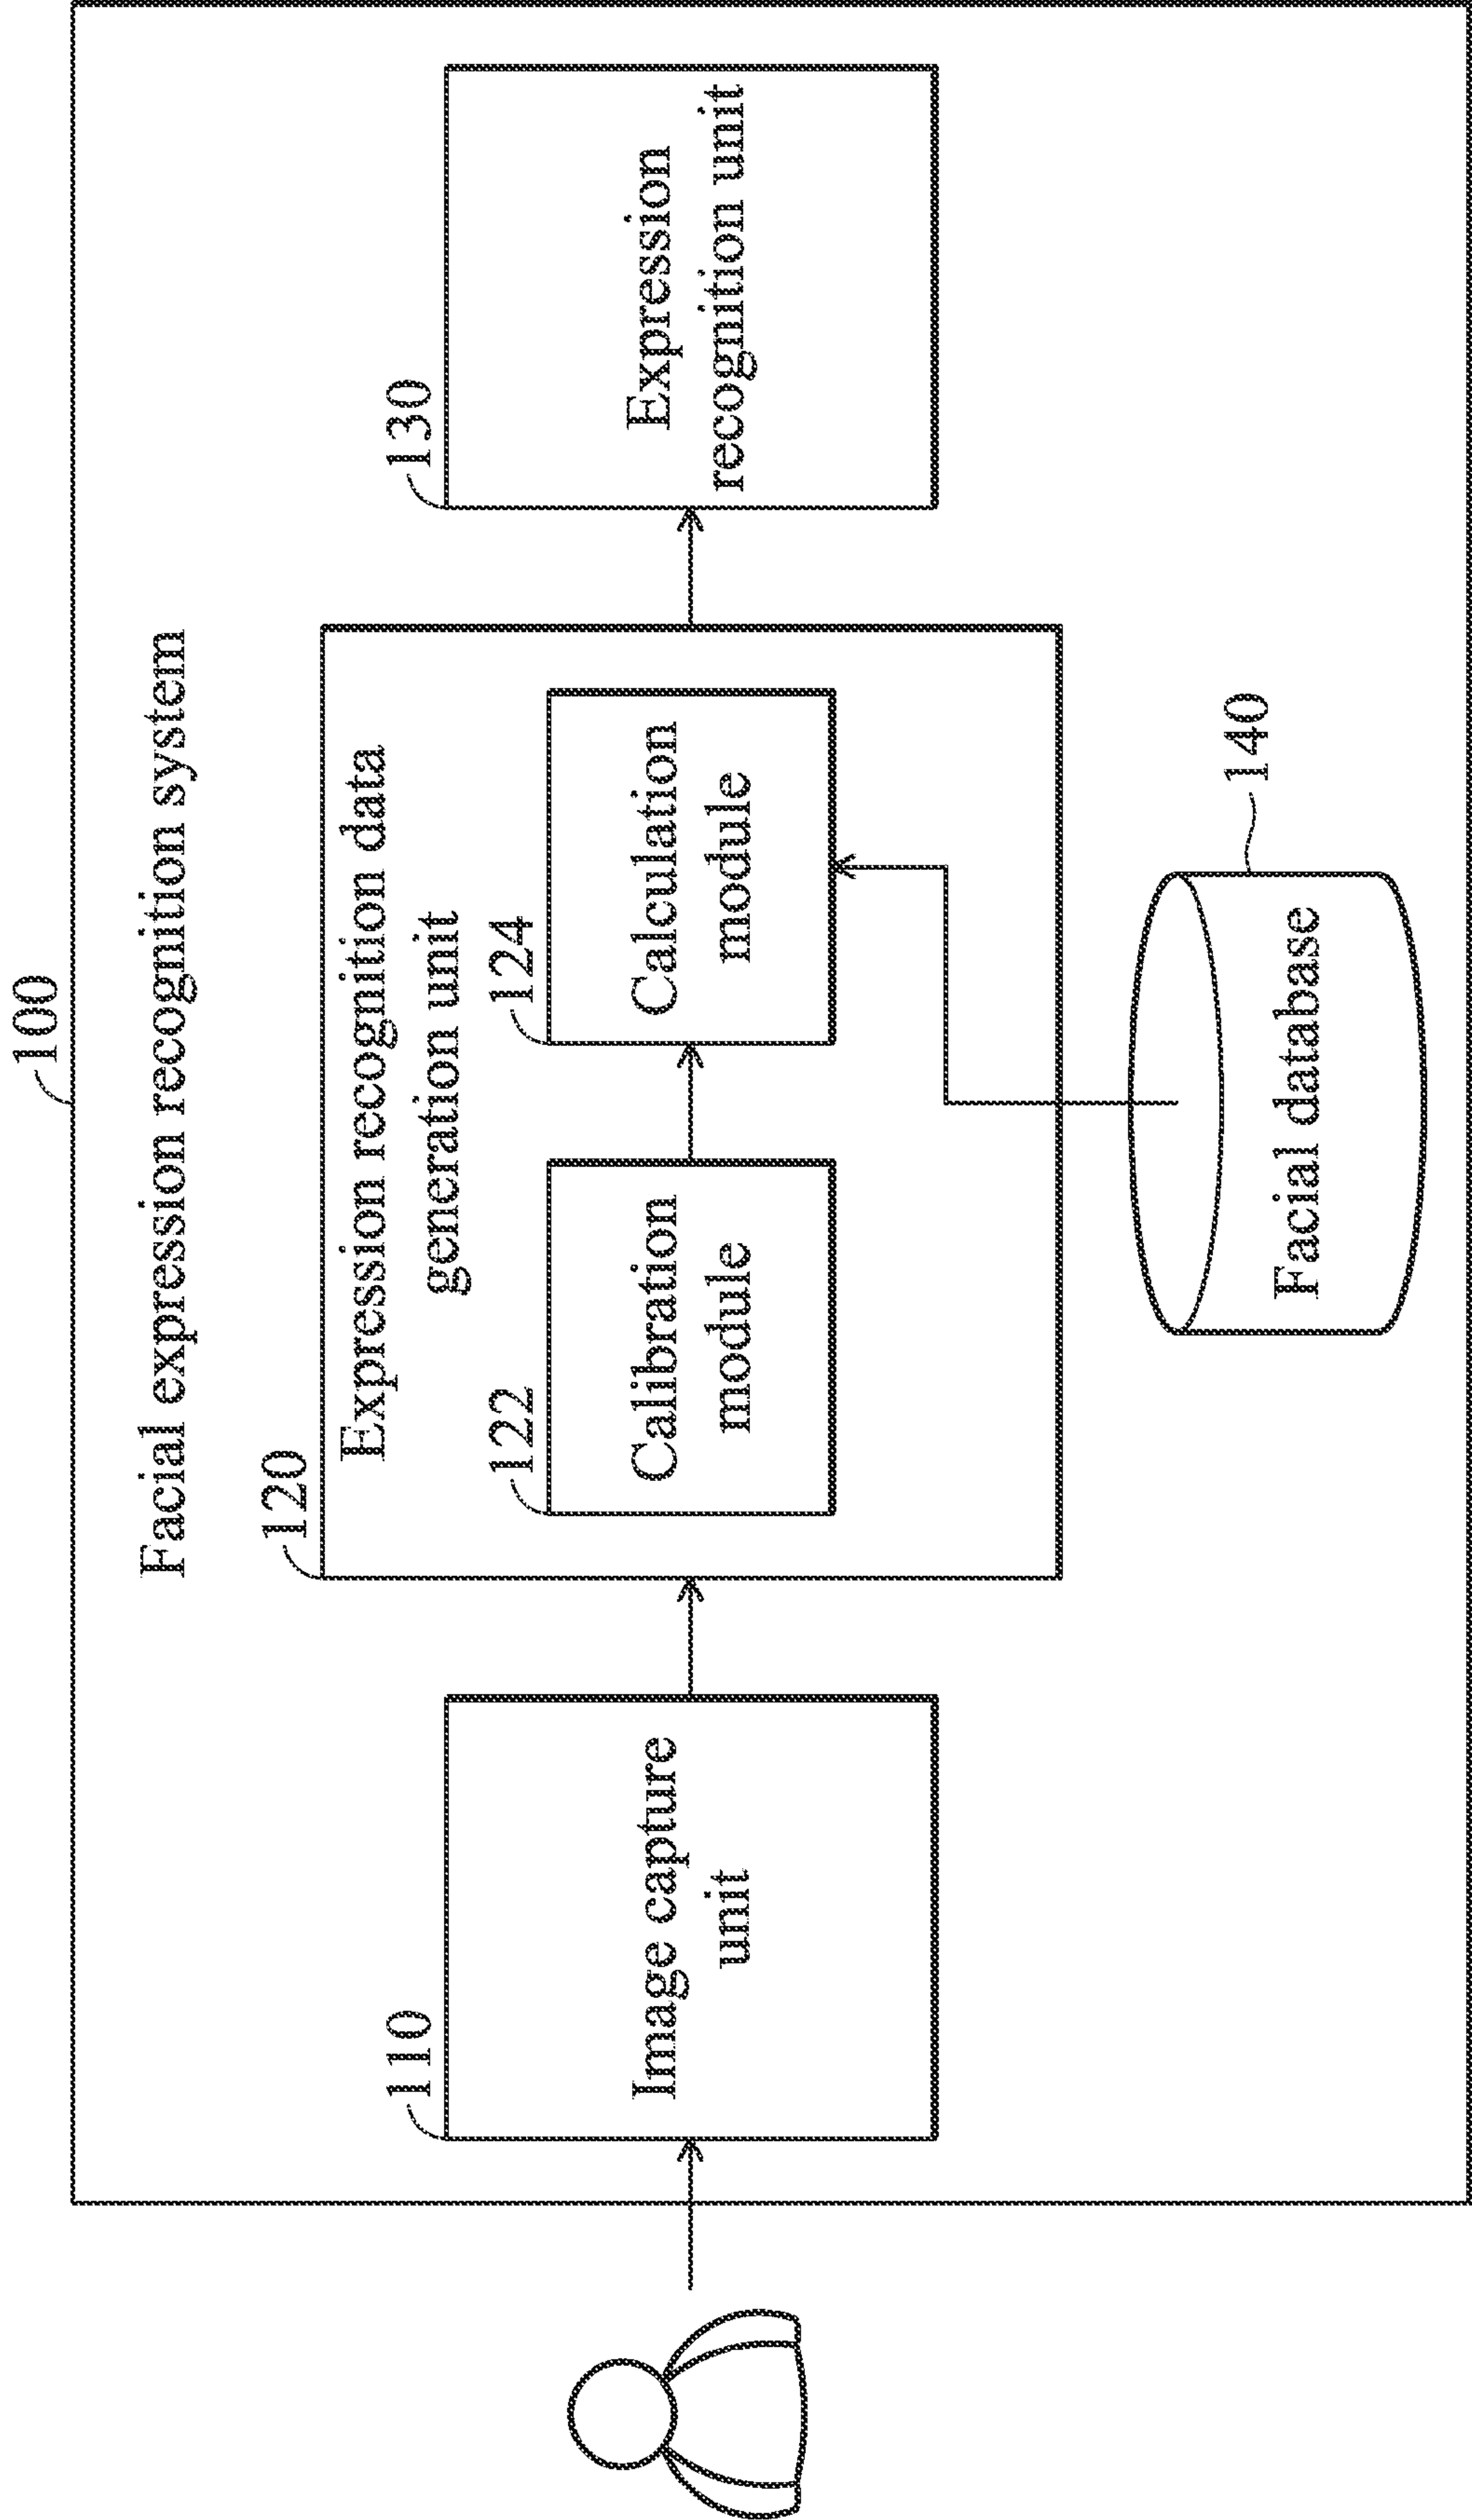 100
Facial expression recognition system
120
Expression recognition data
generation unit
110
Image capture
unit
122
Calibration
module
124
Calculation
module
130
Expression
recognition unit
140
Facial database